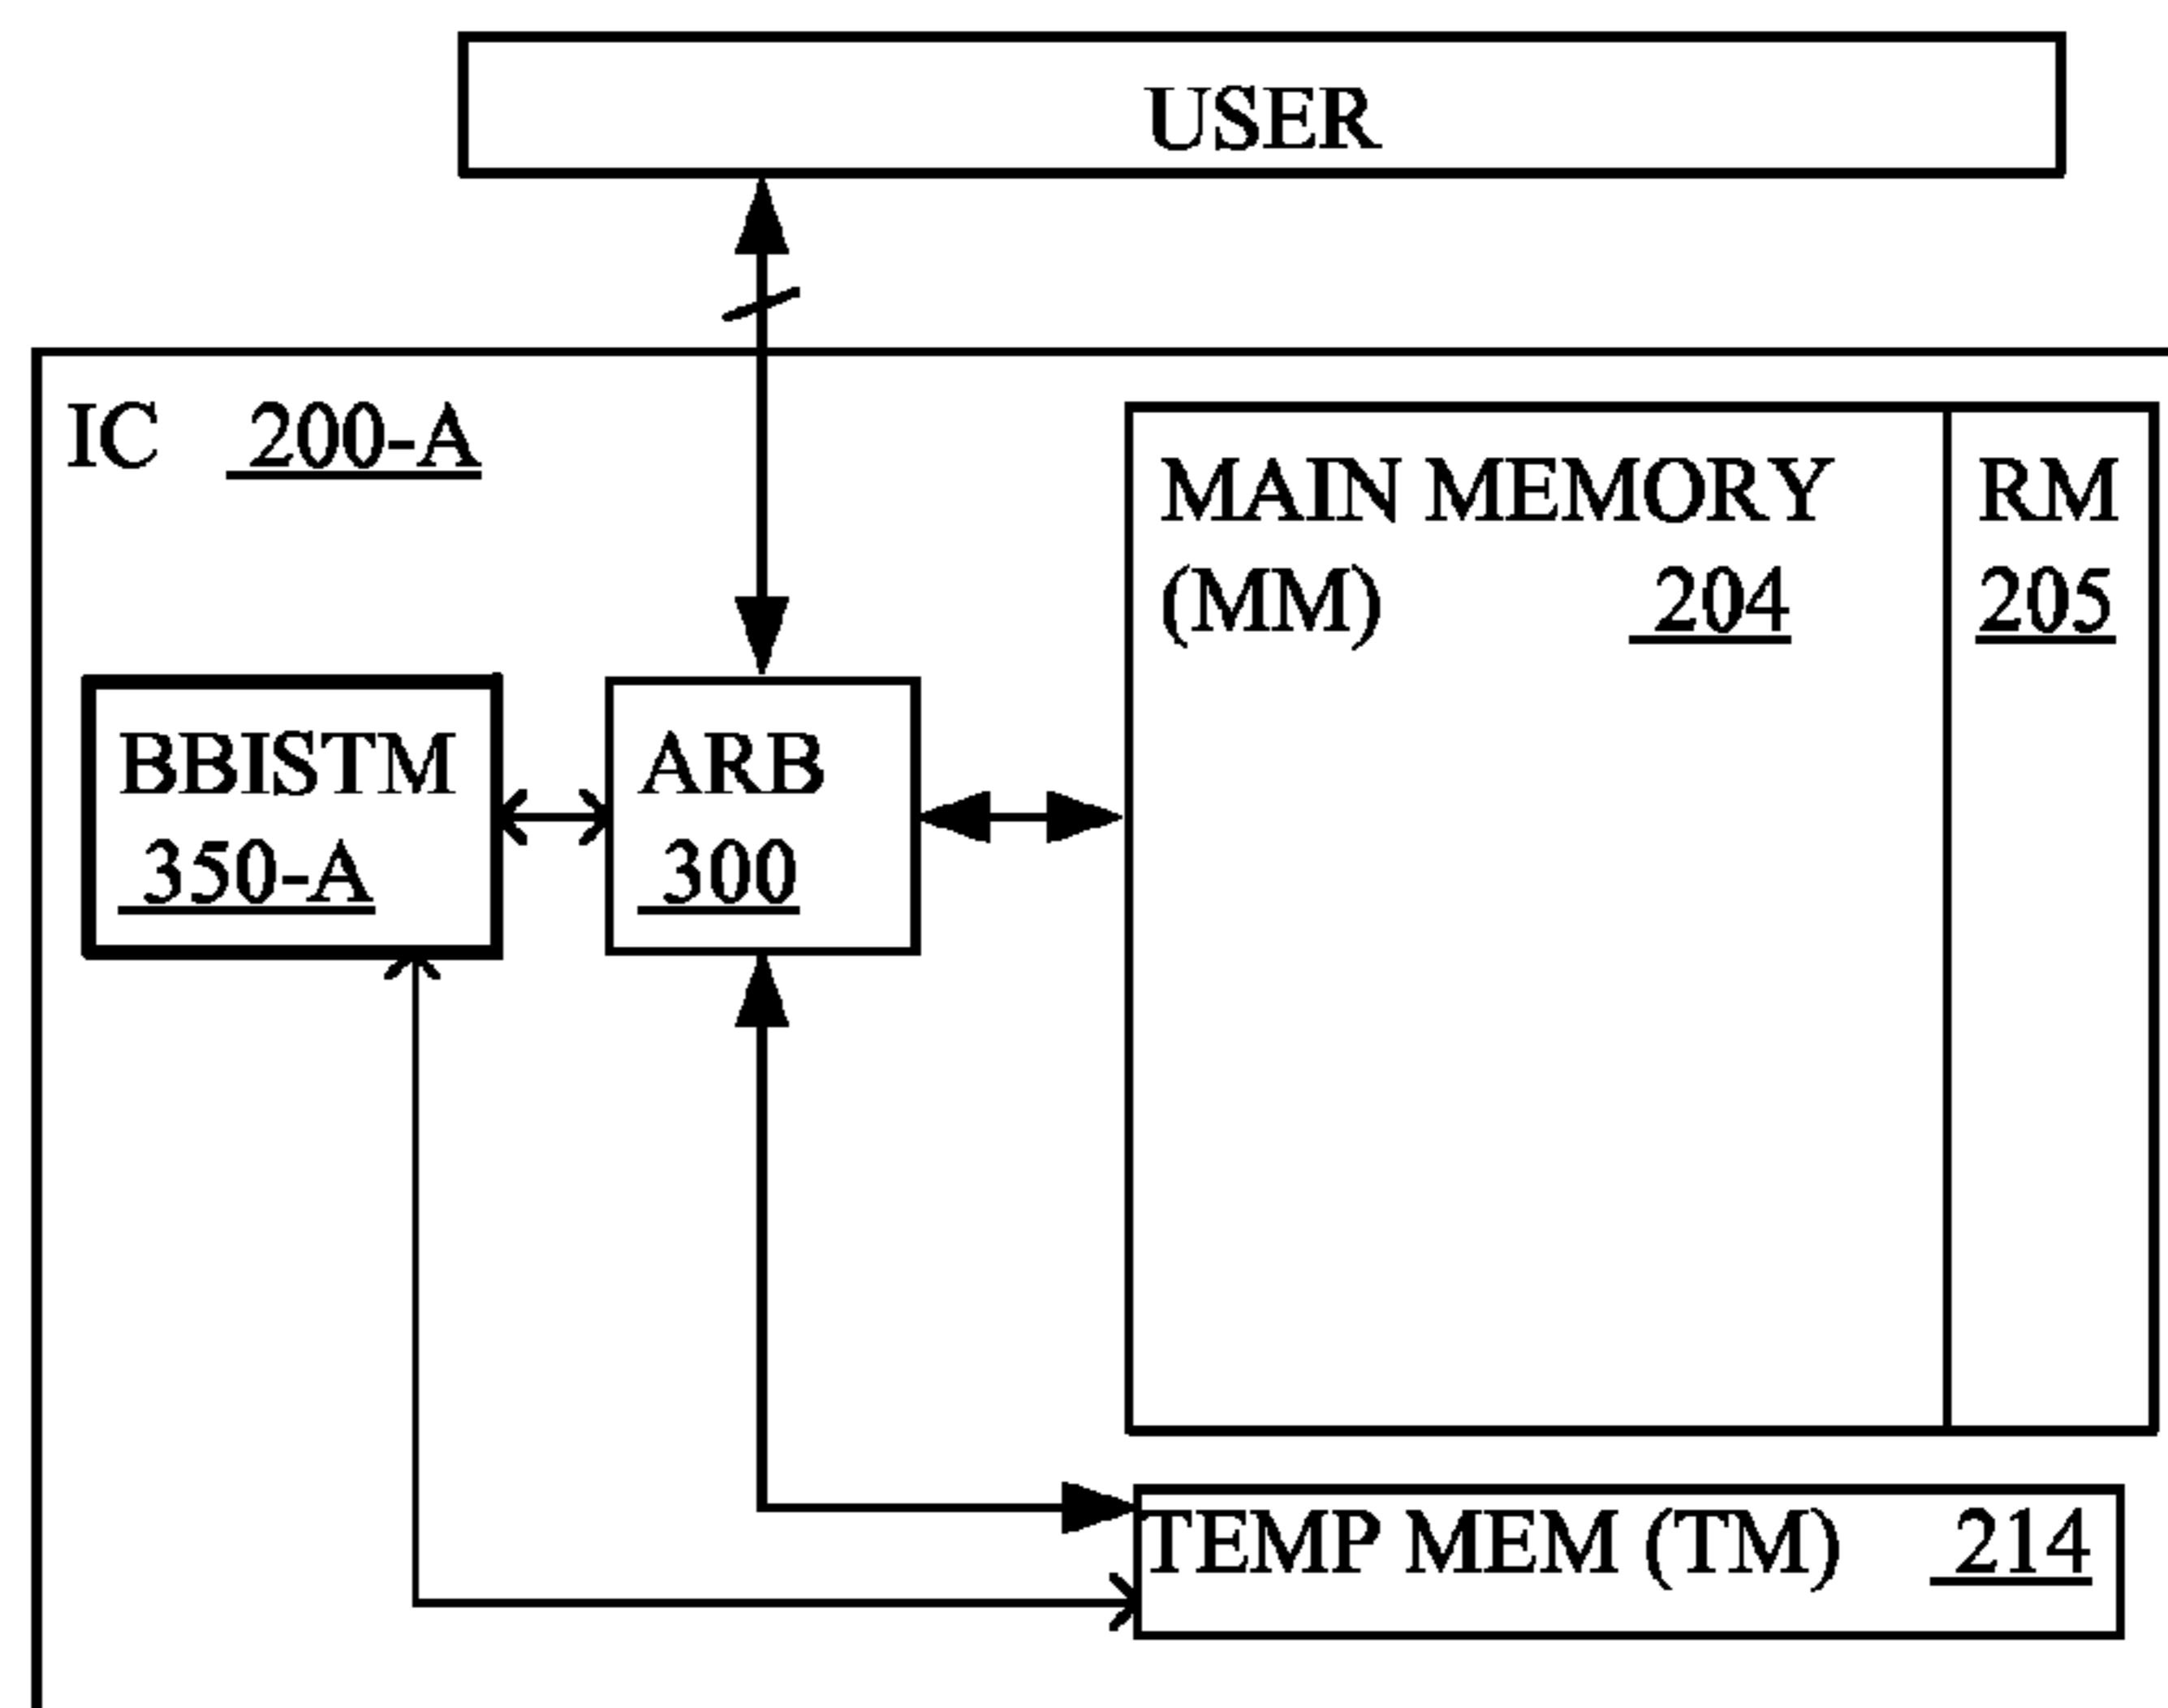 USER
IC 200-A
MAIN MEMORY
(MM) 204
RM
205
BBISTM
350-A
ARB
300
TEMP MEM (TM) 214